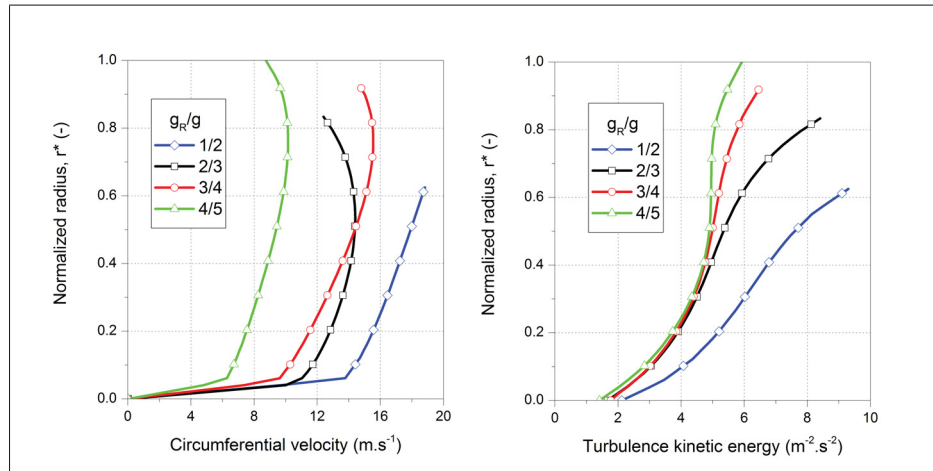 1.0
0.8
0.6
0.4
0.2
0.0
Normalized radius, r* (-)
g_R/g
1/2
2/3
3/4
4/5
0 4 8 12 16 20
Circumferential velocity (m.s⁻¹)
1.0
0.8
0.6
0.4
0.2
0.0
Normalized radius, r* (-)
g_R/g
1/2
2/3
3/4
4/5
0 2 4 6 8 10
Turbulence kinetic energy (m⁻².s⁻²)